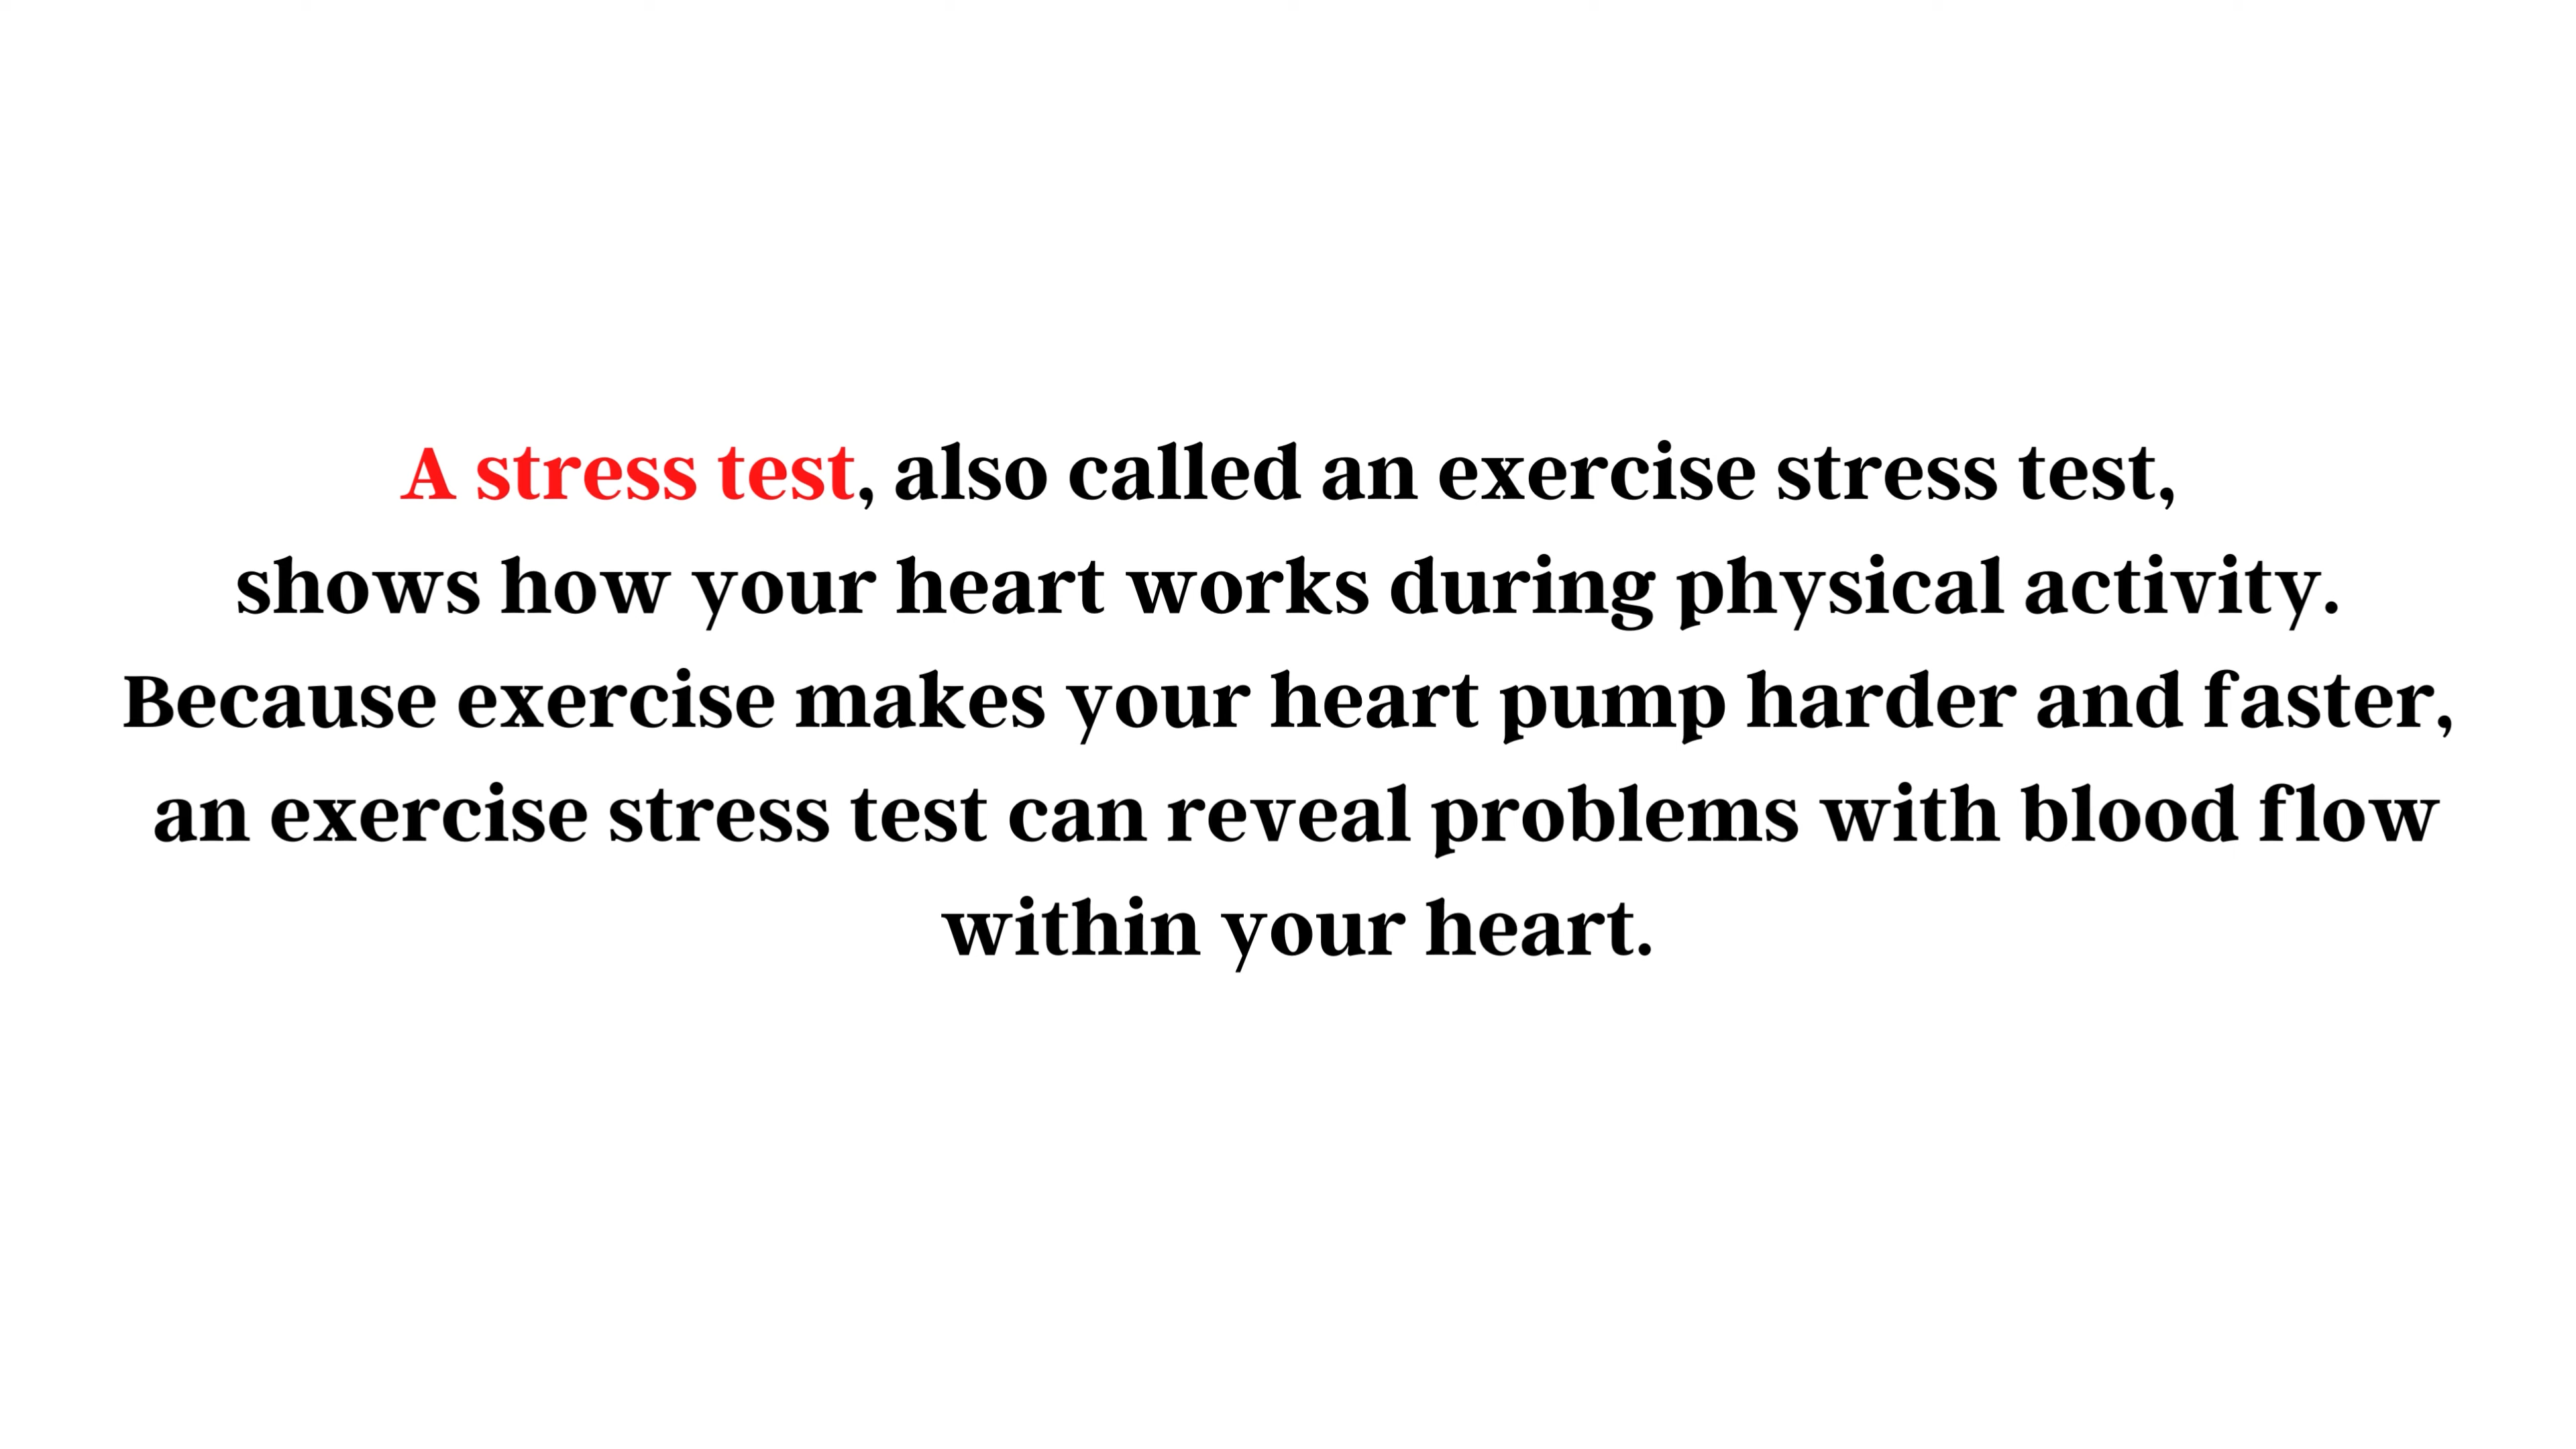 A stress test, also called an exercise stress test,
shows how your heart works during physical activity.
Because exercise makes your heart pump harder and faster,
an exercise stress test can reveal problems with blood flow
within your heart.